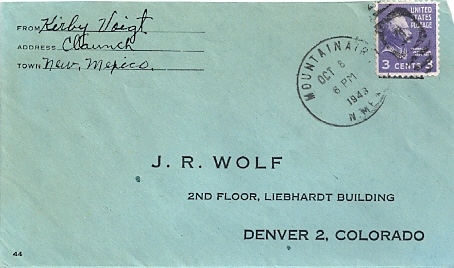 FROM Kirby Voigt.
ADDRESS Claunch
TOWN New, Mexico.
MOUNTAINAIR
OCT 6
6 PM
1943
N.MEX.
UNITED
STATES
POSTAGE
3 CENTS 3
J. R. WOLF
2ND FLOOR, LIEBHARDT BUILDING
DENVER 2, COLORADO
44